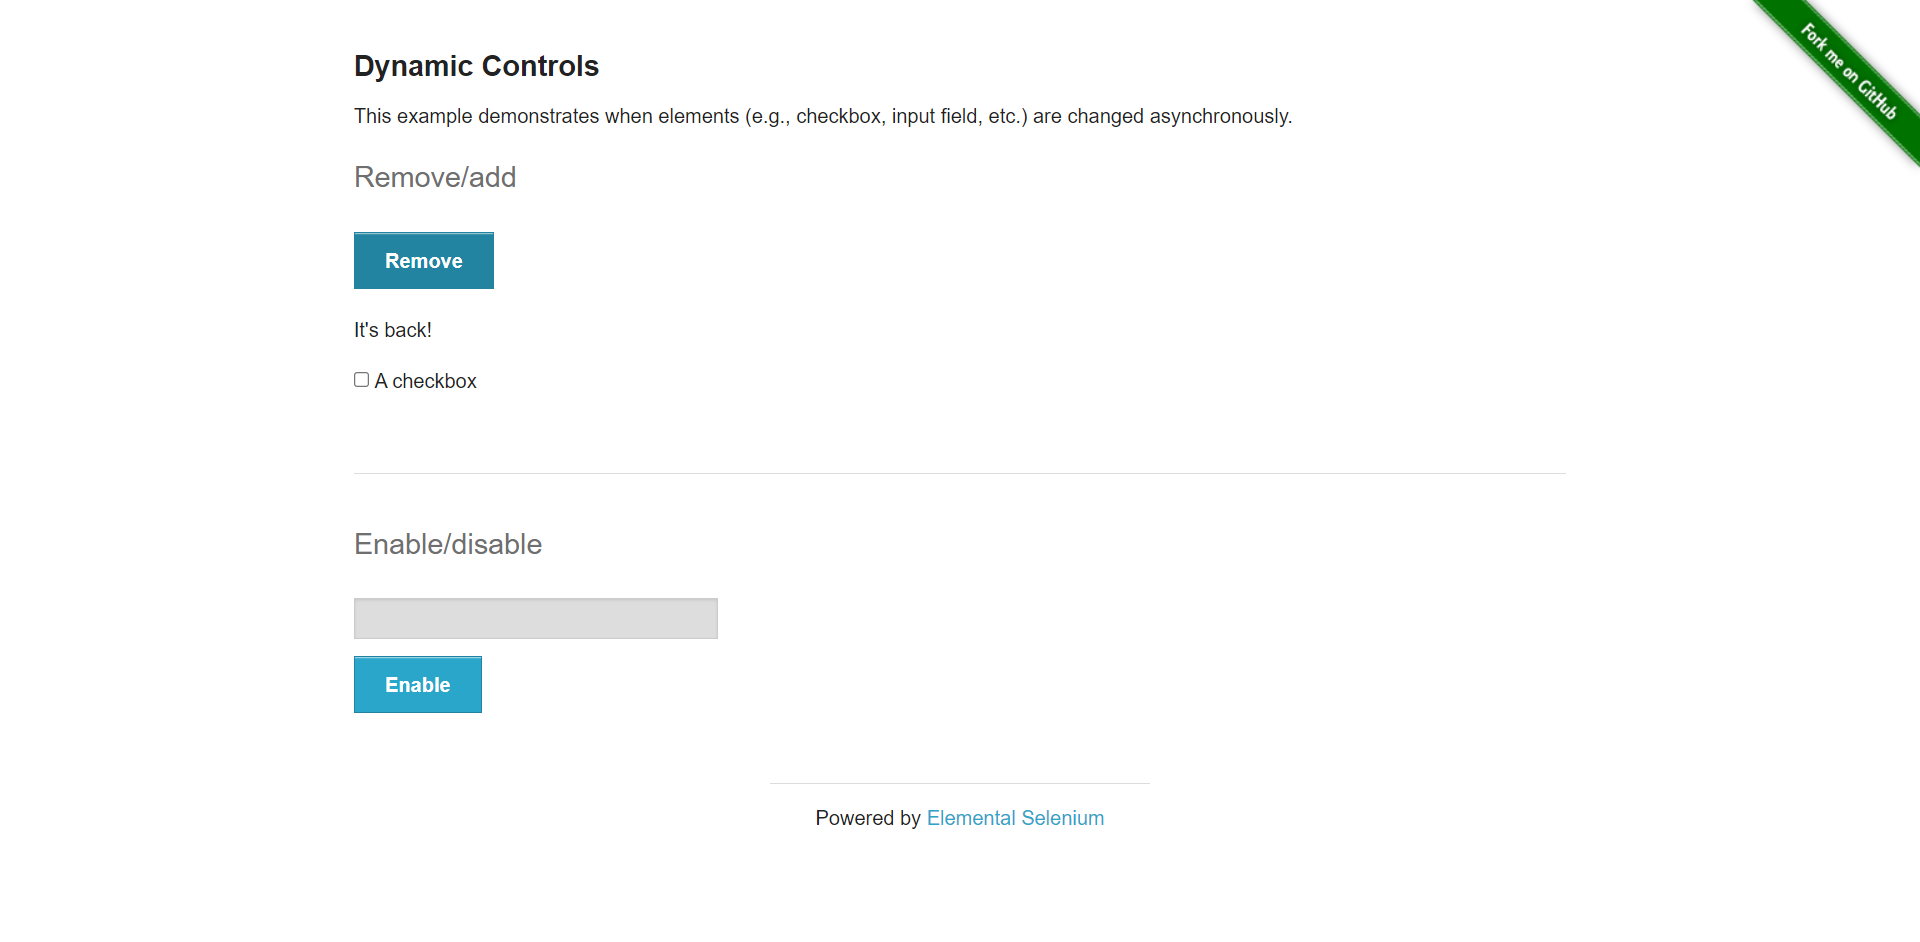 Dynamic Controls
Fork me on GitHub
This example demonstrates when elements (e.g., checkbox, input field, etc.) are changed asynchronously.
Remove/add
Remove
It's back!
A checkbox
Enable/disable
Enable
Powered by Elemental Selenium